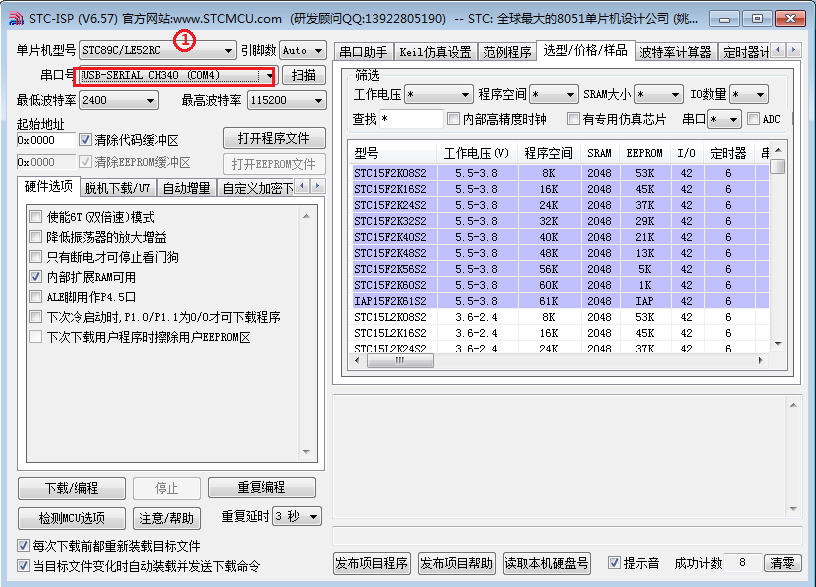 STC-ISP (V6.57) 官方网站:www.STCMCU.com (研发顾问QQ:13922805190) -- STC: 全球最大的8051单片机设计公司 (姚...
①
单片机型号 STC89C/LE52RC 引脚数 Auto
串口号 USB-SERIAL CH340 (COM4) 扫描
最低波特率 2400 最高波特率 115200
起始地址
0x0000 清除代码缓冲区 打开程序文件
0x0000 清除EEPROM缓冲区 打开EEPROM文件
硬件选项 脱机下载/U7 自动增量 自定义加密下
使能6T(双倍速)模式
降低振荡器的放大增益
只有断电才可停止看门狗
内部扩展RAM可用
ALE脚用作P4.5口
下次冷启动时,P1.0/P1.1为0/0才可下载程序
下次下载用户程序时擦除用户EEPROM区
下载/编程 停止 重复编程
检测MCU选项 注意/帮助 重复延时 3 秒
每次下载前都重新装载目标文件
当目标文件变化时自动装载并发送下载命令
串口助手 Keil仿真设置 范例程序 选型/价格/样品 波特率计算器 定时器计
筛选
工作电压 * 程序空间 * SRAM大小 * IO数量 *
查找 * 内部高精度时钟 有专用仿真芯片 串口 * ADC
型号 工作电压(V) 程序空间 SRAM EEPROM I/O 定时器 串
STC15F2K08S2 5.5-3.8 8K 2048 53K 42 6
STC15F2K16S2 5.5-3.8 16K 2048 45K 42 6
STC15F2K24S2 5.5-3.8 24K 2048 37K 42 6
STC15F2K32S2 5.5-3.8 32K 2048 29K 42 6
STC15F2K40S2 5.5-3.8 40K 2048 21K 42 6
STC15F2K48S2 5.5-3.8 48K 2048 13K 42 6
STC15F2K56S2 5.5-3.8 56K 2048 5K 42 6
STC15F2K60S2 5.5-3.8 60K 2048 1K 42 6
IAP15F2K61S2 5.5-3.8 61K 2048 IAP 42 6
STC15L2K08S2 3.6-2.4 8K 2048 53K 42 6
STC15L2K16S2 3.6-2.4 16K 2048 45K 42 6
STC15L2K24S2 3.6-2.4 24K 2048 37K 42 6
发布项目程序 发布项目帮助 读取本机硬盘号 提示音 成功计数 8 清零